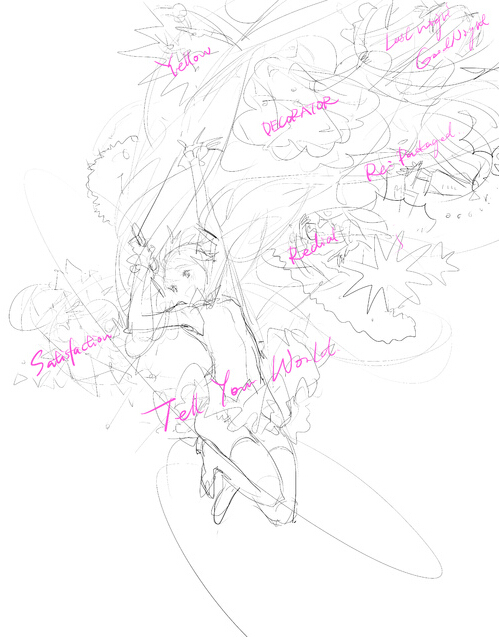 Yellow
Last Night
Good Night
DECORATOR
Re:Packaged
Redial
Satisfaction
Tell Your World